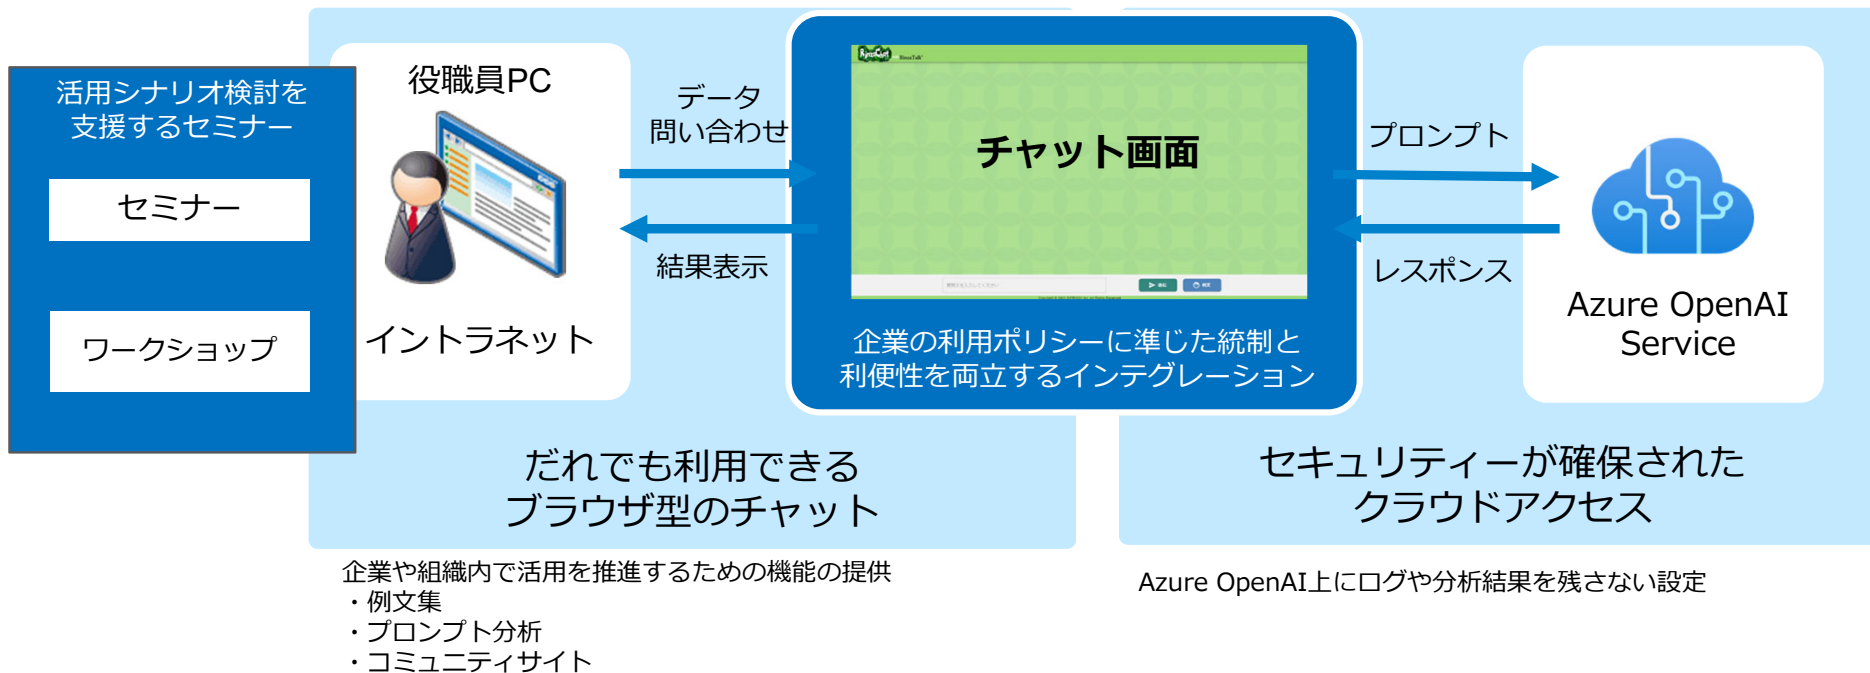 活用シナリオ検討を
支援するセミナー
セミナー
ワークショップ
役職員PC
イントラネット
データ
問い合わせ
結果表示
チャット画面
企業の利用ポリシーに準じた統制と
利便性を両立するインテグレーション
プロンプト
レスポンス
Azure OpenAI
Service
だれでも利用できる
ブラウザ型のチャット
セキュリティーが確保された
クラウドアクセス
企業や組織内で活用を推進するための機能の提供
・例文集
・プロンプト分析
・コミュニティサイト
Azure OpenAI上にログや分析結果を残さない設定